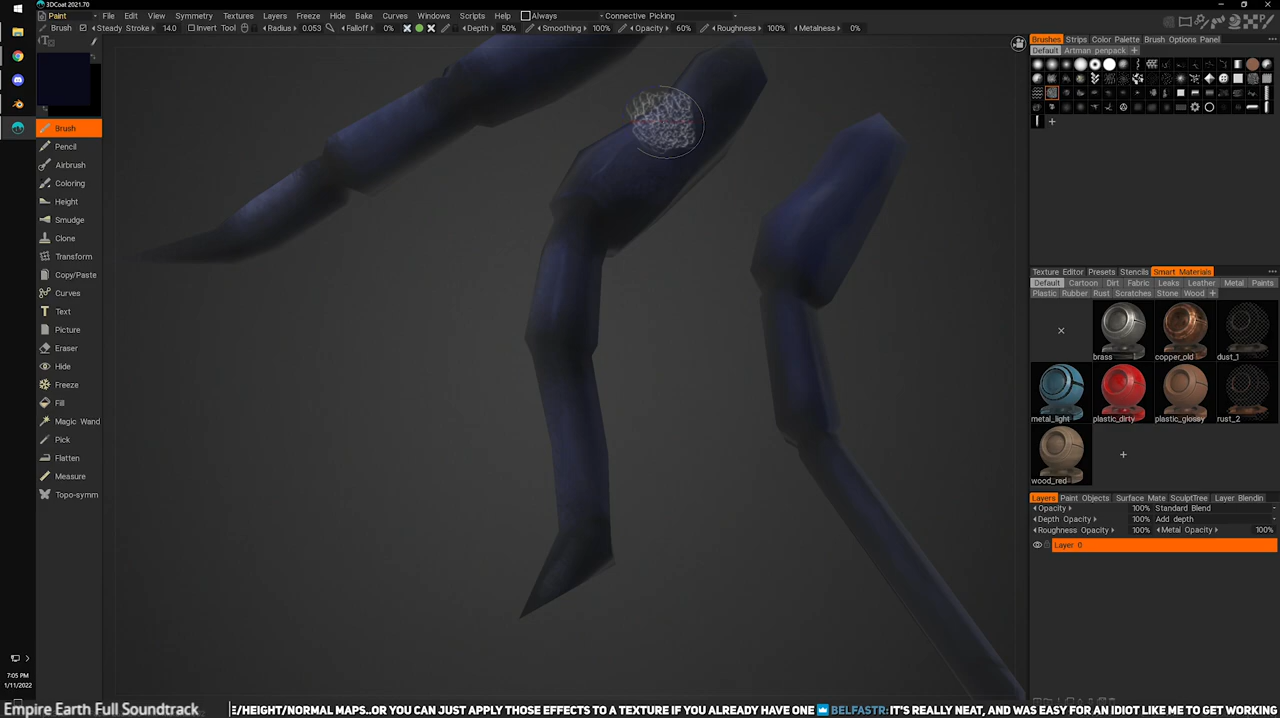 3DCoat 2021.70
Paint File Edit View Symmetry Textures Layers Freeze Hide Bake Curves Windows Scripts Help Always Connective Picking
Brush Steady Stroke 14.0 Invert Tool Radius 0.053 Falloff 0% Depth 50% Smoothing 100% Opacity 60% Roughness 100% Metalness 0%
Brush
Pencil
Airbrush
Coloring
Height
Smudge
Clone
Transform
Copy/Paste
Curves
Text
Picture
Eraser
Hide
Freeze
Fill
Magic Wand
Pick
Flatten
Measure
Topo-symm
Brushes Strips Color Palette Brush Options Panel
Default Artman penpack +
Texture Editor Presets Stencils Smart Materials
Default Cartoon Dirt Fabric Leaks Leather Metal Paints
Plastic Rubber Rust Scratches Stone Wood +
brass copper_old dust_1
metal_light plastic_dirty plastic_glossy rust_2
wood_red
Layers Paint Objects Surface Mate SculptTree Layer Blendin
Opacity 100% Standard Blend
Depth Opacity 100% Add depth
Roughness Opacity 100% Metal Opacity 100%
Layer 0
7:05 PM
1/11/2022
Empire Earth Full Soundtrack
E/HEIGHT/NORMAL MAPS..OR YOU CAN JUST APPLY THOSE EFFECTS TO A TEXTURE IF YOU ALREADY HAVE ONE BELFASTR: IT'S REALLY NEAT, AND WAS EASY FOR AN IDIOT LIKE ME TO GET WORKING